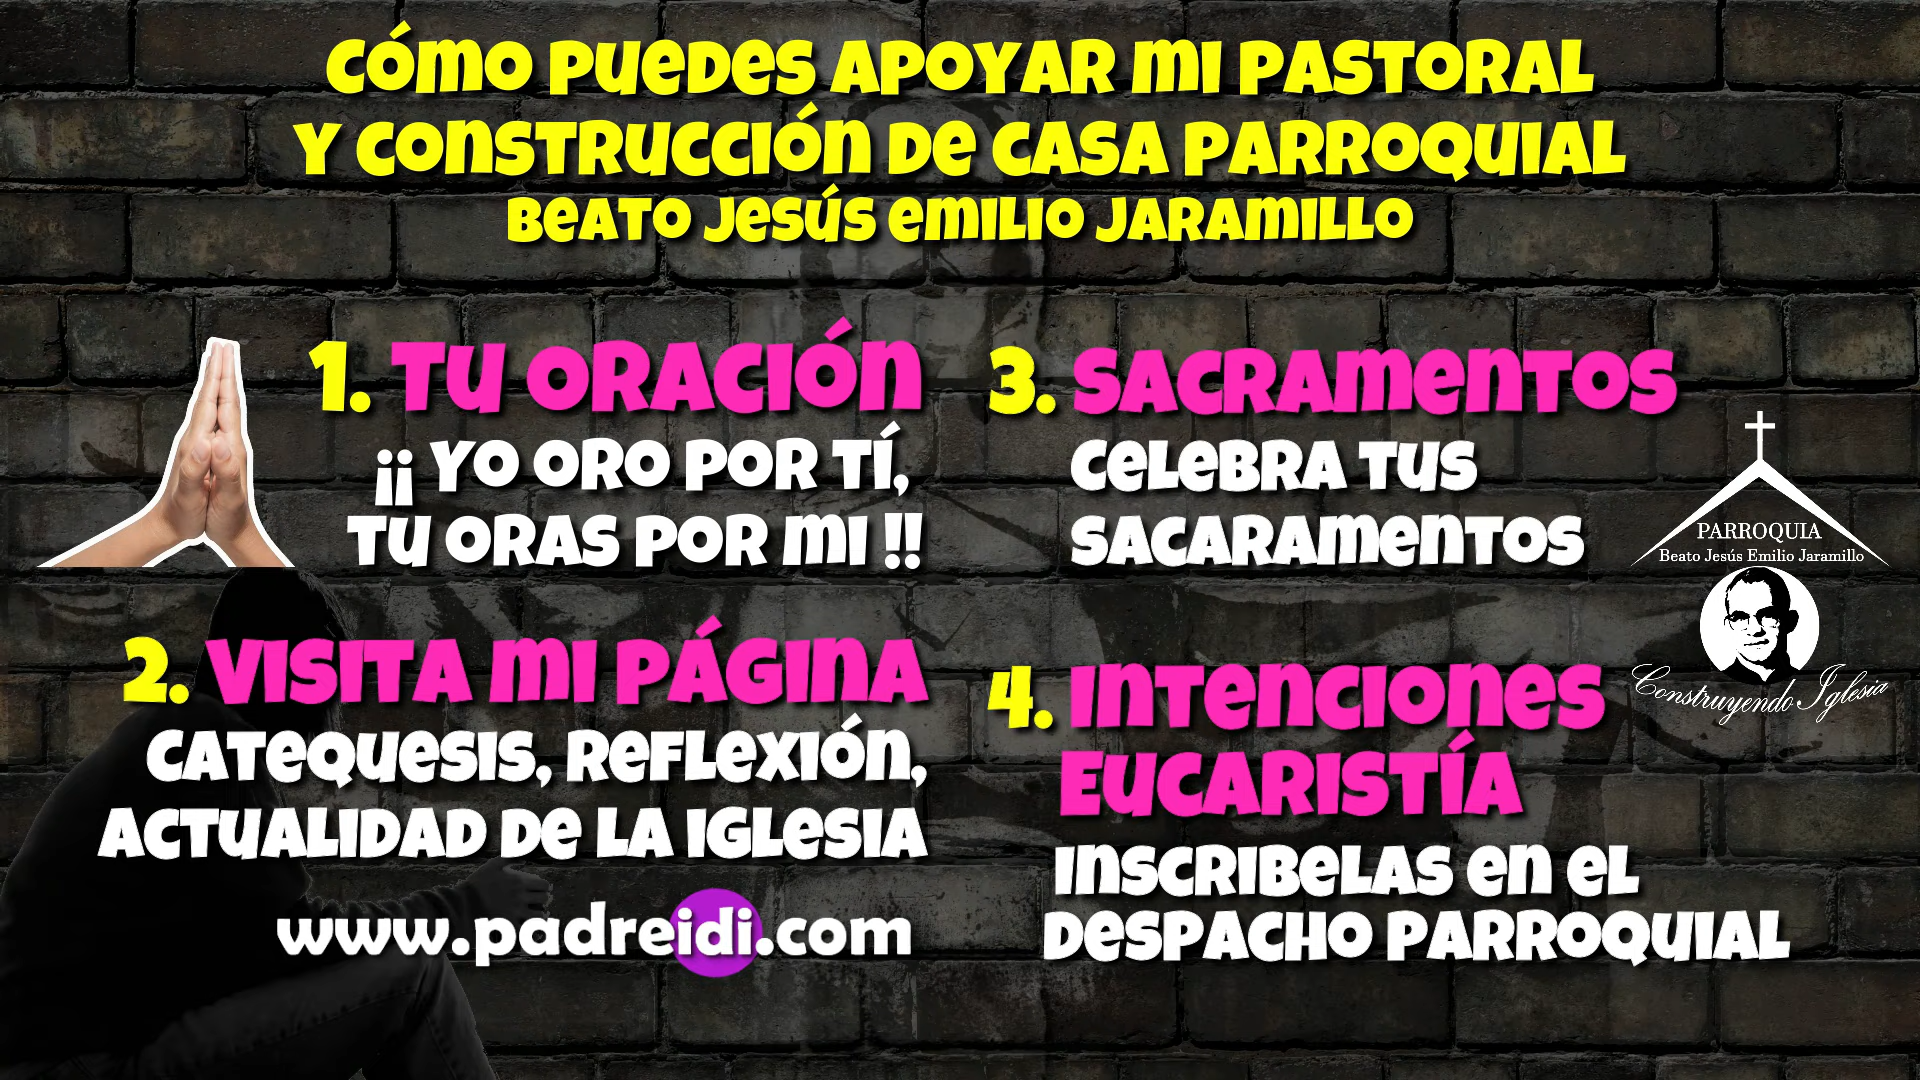 CÓMO PUEDES APOYAR MI PASTORAL
Y CONSTRUCCIÓN DE CASA PARROQUIAL
BEATO JESÚS EMILIO JARAMILLO
1. TU ORACIÓN
¡¡ YO ORO POR TÍ,
TU ORAS POR MI !!
2. VISITA MI PÁGINA
CATEQUESIS, REFLEXIÓN,
ACTUALIDAD DE LA IGLESIA
www.padreidi.com
3. SACRAMENTOS
CELEBRA TUS
SACARAMENTOS
4. INTENCIONES
EUCARISTÍA
INSCRIBELAS EN EL
DESPACHO PARROQUIAL
PARROQUIA
Beato Jesús Emilio Jaramillo
Construyendo Iglesia